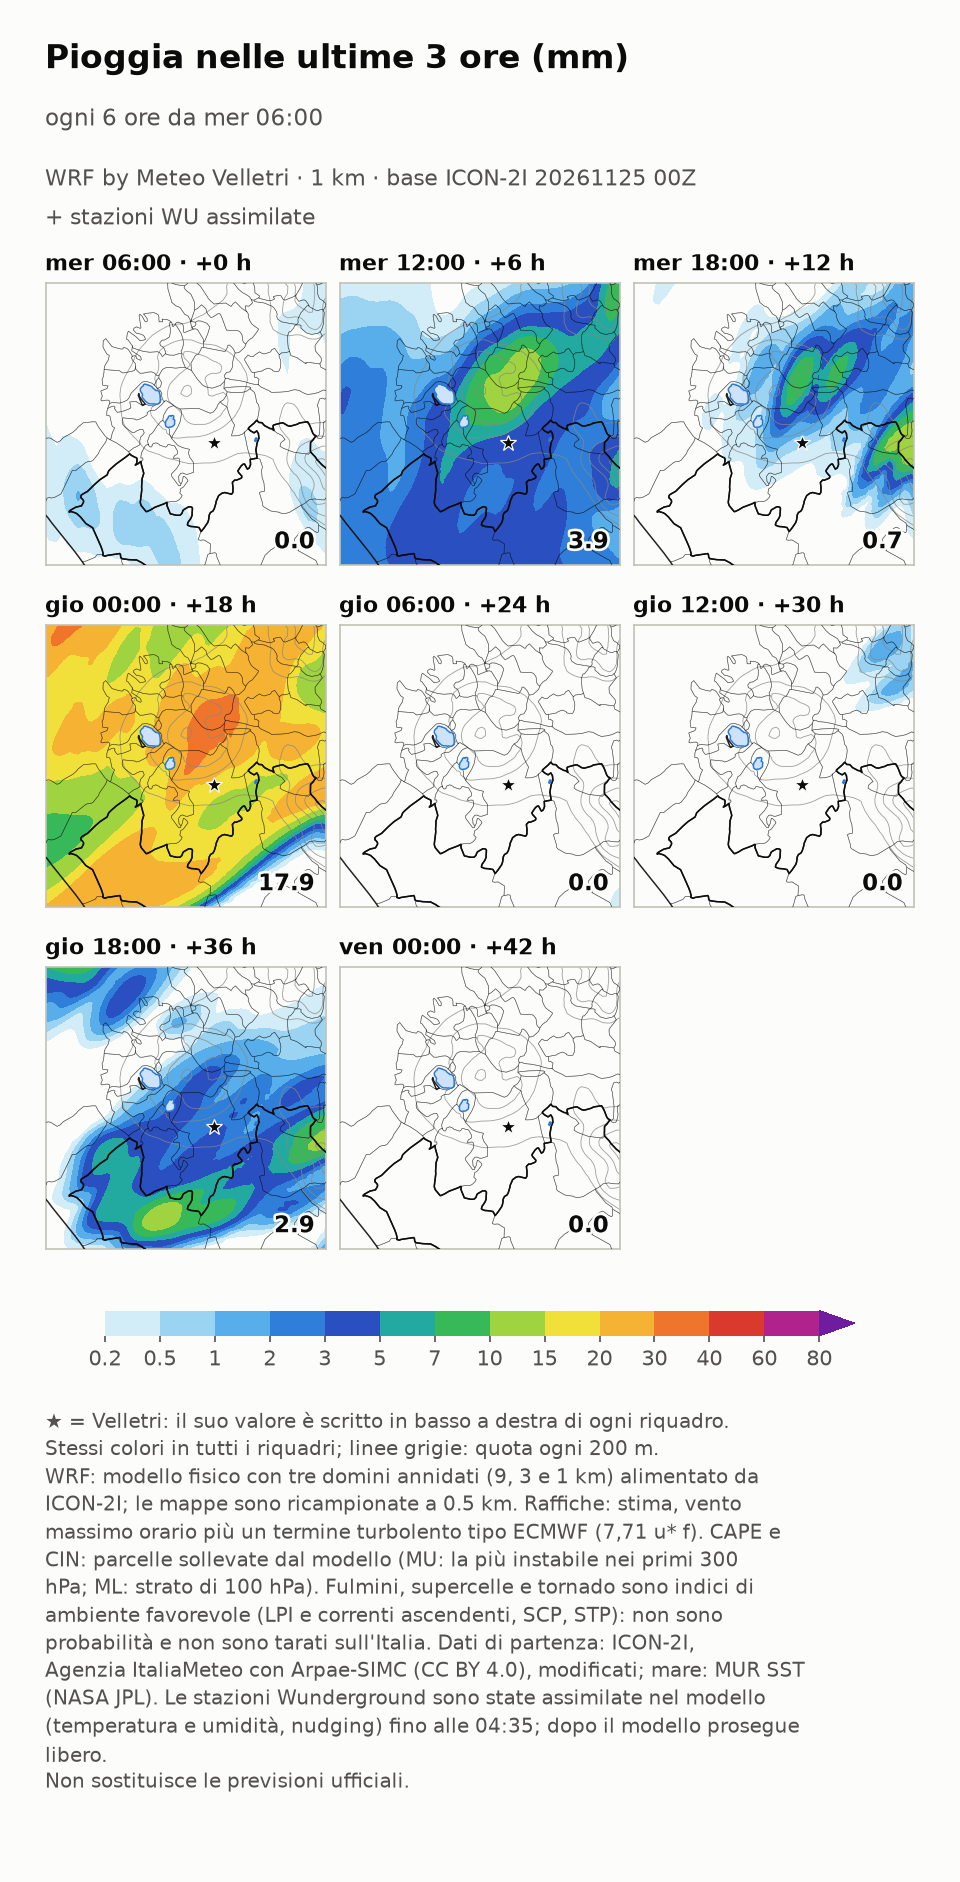 Pioggia nelle ultime 3 ore (mm)
ogni 6 ore da mer 06:00
WRF by Meteo Velletri · 1 km · base ICON-2I 20261125 00Z
+ stazioni WU assimilate
mer 06:00 · +0 h
mer 12:00 · +6 h
mer 18:00 · +12 h
0.0
3.9
0.7
gio 00:00 · +18 h
gio 06:00 · +24 h
gio 12:00 · +30 h
17.9
0.0
0.0
gio 18:00 · +36 h
ven 00:00 · +42 h
2.9
0.0
0.2 0.5 1 2 3 5 7 10 15 20 30 40 60 80
★ = Velletri: il suo valore è scritto in basso a destra di ogni riquadro.
Stessi colori in tutti i riquadri; linee grigie: quota ogni 200 m.
WRF: modello fisico con tre domini annidati (9, 3 e 1 km) alimentato da
ICON-2I; le mappe sono ricampionate a 0.5 km. Raffiche: stima, vento
massimo orario più un termine turbolento tipo ECMWF (7,71 u* f). CAPE e
CIN: parcelle sollevate dal modello (MU: la più instabile nei primi 300
hPa; ML: strato di 100 hPa). Fulmini, supercelle e tornado sono indici di
ambiente favorevole (LPI e correnti ascendenti, SCP, STP): non sono
probabilità e non sono tarati sull'Italia. Dati di partenza: ICON-2I,
Agenzia ItaliaMeteo con Arpae-SIMC (CC BY 4.0), modificati; mare: MUR SST
(NASA JPL). Le stazioni Wunderground sono state assimilate nel modello
(temperatura e umidità, nudging) fino alle 04:35; dopo il modello prosegue
libero.
Non sostituisce le previsioni ufficiali.